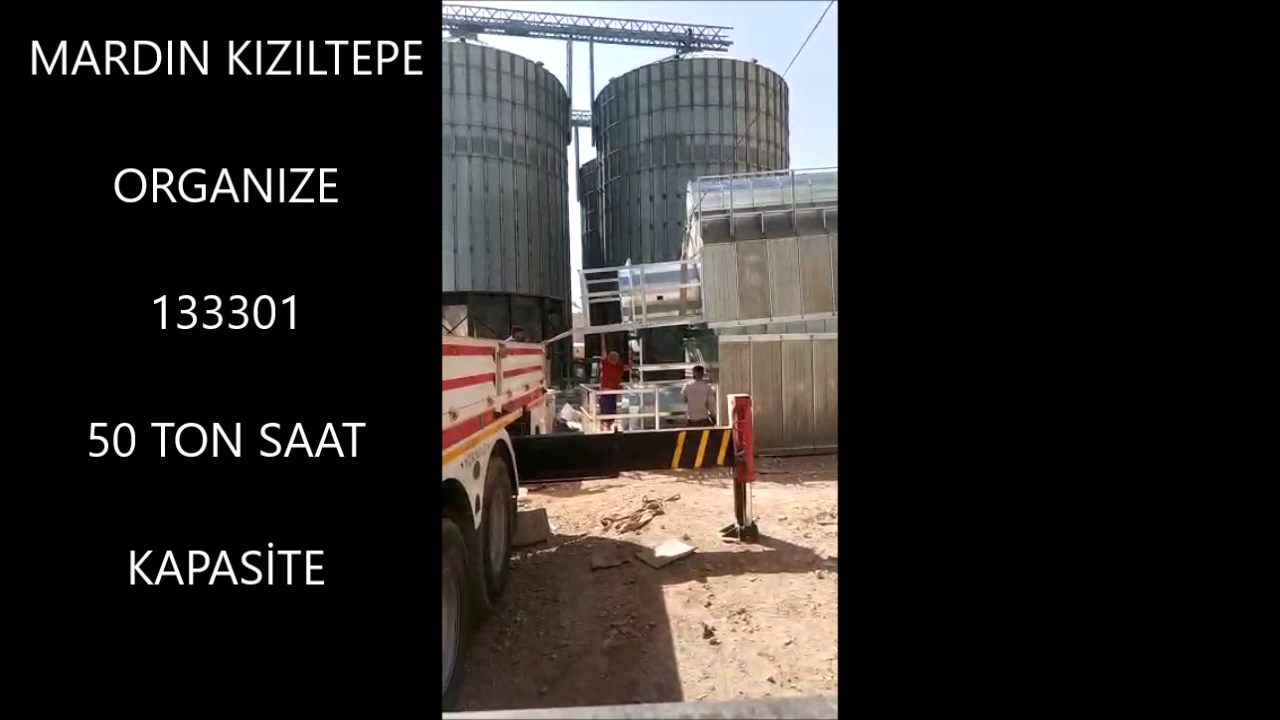 MARDIN KIZILTEPE
ORGANIZE
133301
50 TON SAAT
KAPASİTE